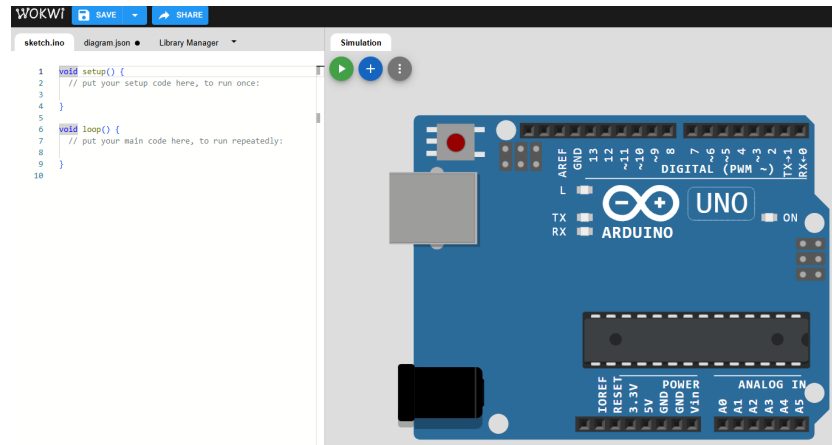 WOKWi SAVE SHARE
sketch.ino diagram.json ● Library Manager
Simulation
1 void setup() {
2 // put your setup code here, to run once:
3
4 }
5
6 void loop() {
7 // put your main code here, to run repeatedly:
8
9 }
10
AREF GND 13 12 ~11 ~10 ~9 8 7 ~6 ~5 4 ~3 2 TX→1 RX←0
DIGITAL (PWM ~)
L
UNO
TX ON
RX ARDUINO
POWER ANALOG IN
IOREF RESET 3.3V 5V GND GND Vin A0 A1 A2 A3 A4 A5